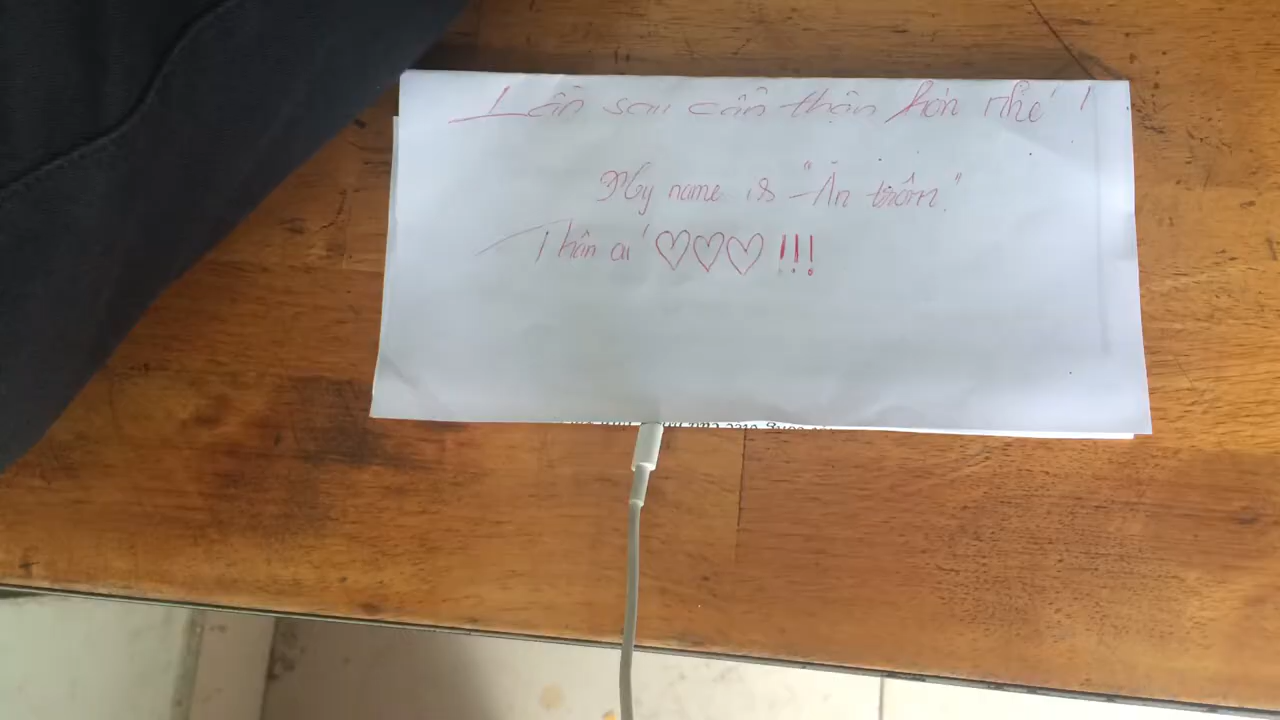 Lần sau cẩn thận hơn nhé !
My name is "Ăn trộm"
Thân ái ♡♡♡ !!!